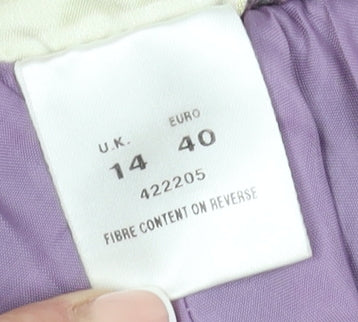 U.K. EURO
14 40
422205
FIBRE CONTENT ON REVERSE